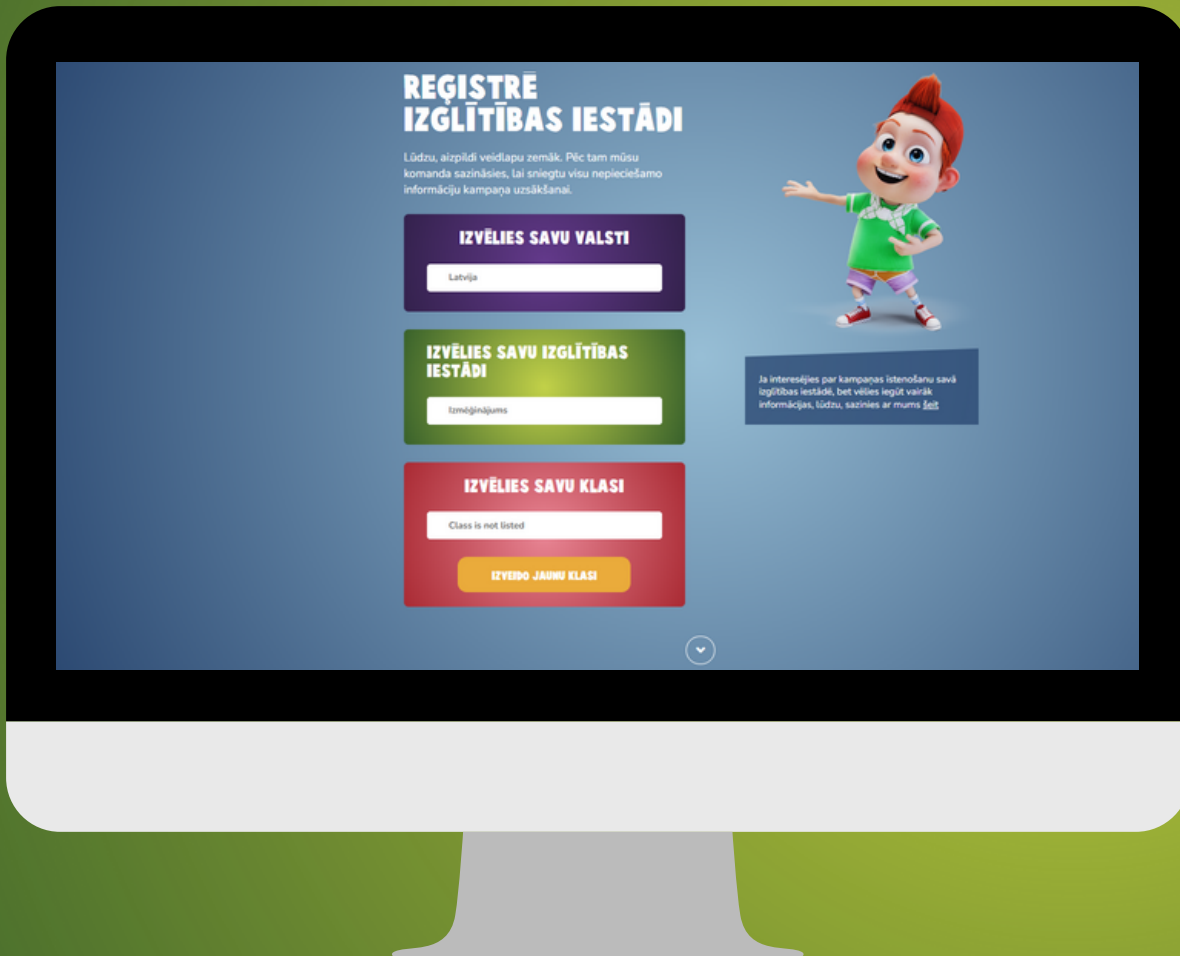 REĢISTRĒ
IZGLĪTĪBAS IESTĀDI
Lūdzu, aizpildi veidlapu zemāk. Pēc tam mūsu
komanda sazināsies, lai sniegtu visu nepieciešamo
informāciju kampaņa uzsākšanai.
IZVĒLIES SAVU VALSTI
Latvija
IZVĒLIES SAVU IZGLĪTĪBAS
IESTĀDI
Izmēģinājums
IZVĒLIES SAVU KLASI
Class is not listed
IZVEIDO JAUNU KLASI
Ja interesējies par kampaņas īstenošanu savā
izglītības iestādē, bet vēlies iegūt vairāk
informācijas, lūdzu, sazinies ar mums šeit